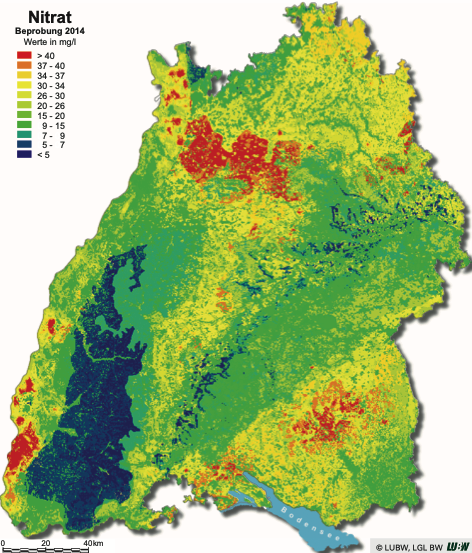 Nitrat
Beprobung 2014
Werte in mg/l
> 40
37 - 40
34 - 37
30 - 34
26 - 30
20 - 26
15 - 20
9 - 15
7 - 9
5 - 7
< 5
Bodensee
0 20 40km
© LUBW, LGL BW LUBW